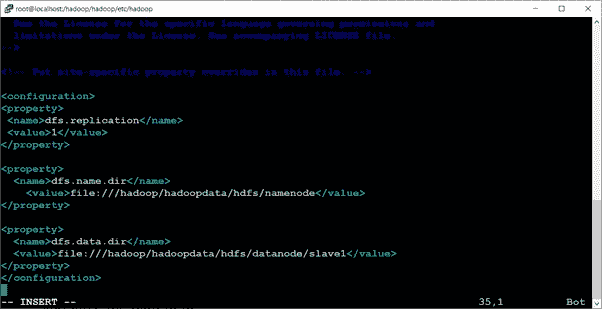 root@localhost:/hadoop/hadoop/etc/hadoop
See the License for the specific language governing permissions and
limitations under the License. See accompanying LICENSE file.
-->
<!-- Put site-specific property overrides in this file. -->
<configuration>
<property>
<name>dfs.replication</name>
<value>1</value>
</property>
<property>
<name>dfs.name.dir</name>
<value>file:///hadoop/hadoopdata/hdfs/namenode</value>
</property>
<property>
<name>dfs.data.dir</name>
<value>file:///hadoop/hadoopdata/hdfs/datanode/slave1</value>
</property>
</configuration>
-- INSERT -- 35,1 Bot